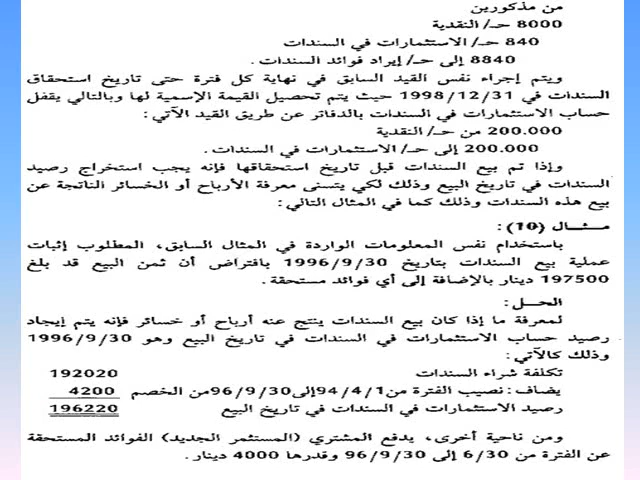 من مذكورين
8000 حـ/ النقدية
840 حـ/ الاستثمارات في السندات
8840 إلى حـ/ إيراد فوائد السندات .
ويتم إجراء نفس القيد السابق في نهاية كل فترة حتى تاريخ استحقاق
السندات في 1998/12/31 حيث يتم تحصيل القيمة الإسمية لها وبالتالي يقفل
حساب الاستثمارات في السندات بالدفاتر عن طريق القيد الآتي :
200.000 من حـ/ النقدية
200.000 إلى حـ/ الاستثمارات في السندات .
وإذا تم بيع السندات قبل تاريخ استحقاقها فإنه يجب استخراج رصيد
السندات في تاريخ البيع وذلك لكي يتسنى معرفة الأرباح أو الخسائر الناتجة عن
بيع هذه السندات وذلك كما في المثال التالي :
مثـــال (10) :
باستخدام نفس المعلومات الواردة في المثال السابق، المطلوب إثبات
عملية بيع السندات بتاريخ 1996/9/30 بافتراض أن ثمن البيع قد بلغ
197500 دينار بالإضافة إلى أي فوائد مستحقة .
الحـــل :
لمعرفة ما إذا كان بيع السندات ينتج عنه أرباح أو خسائر فإنه يتم إيجاد
رصيد حساب الاستثمارات في السندات في تاريخ البيع وهو 1996/9/30
وذلك كالآتي :
تكلفة شراء السندات 192020
يضاف : نصيب الفترة من 94/4/1 إلى 96/9/30 من الخصم 4200
رصيد الاستثمارات في السندات في تاريخ البيع 196220
ومن ناحية أخرى، يدفع المشتري (المستثمر الجديد) الفوائد المستحقة
عن الفترة من 6/30 إلى 96/9/30 وقدرها 4000 دينار .